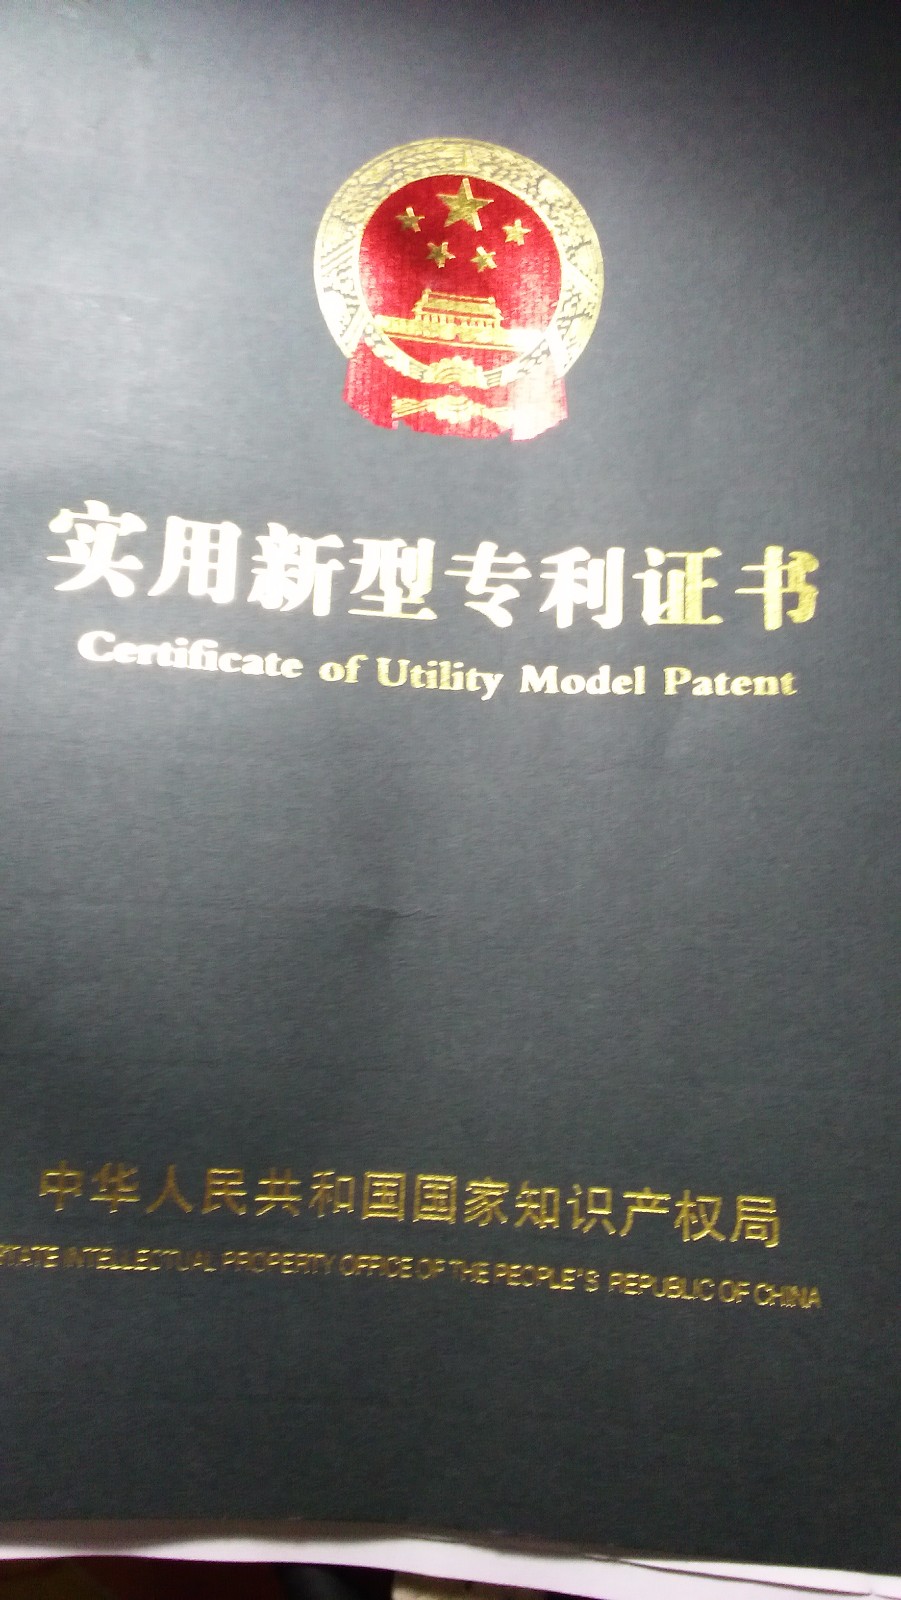 实用新型专利证书
Certificate of Utility Model Patent
中华人民共和国国家知识产权局
STATE INTELLECTUAL PROPERTY OFFICE OF THE PEOPLE'S REPUBLIC OF CHINA